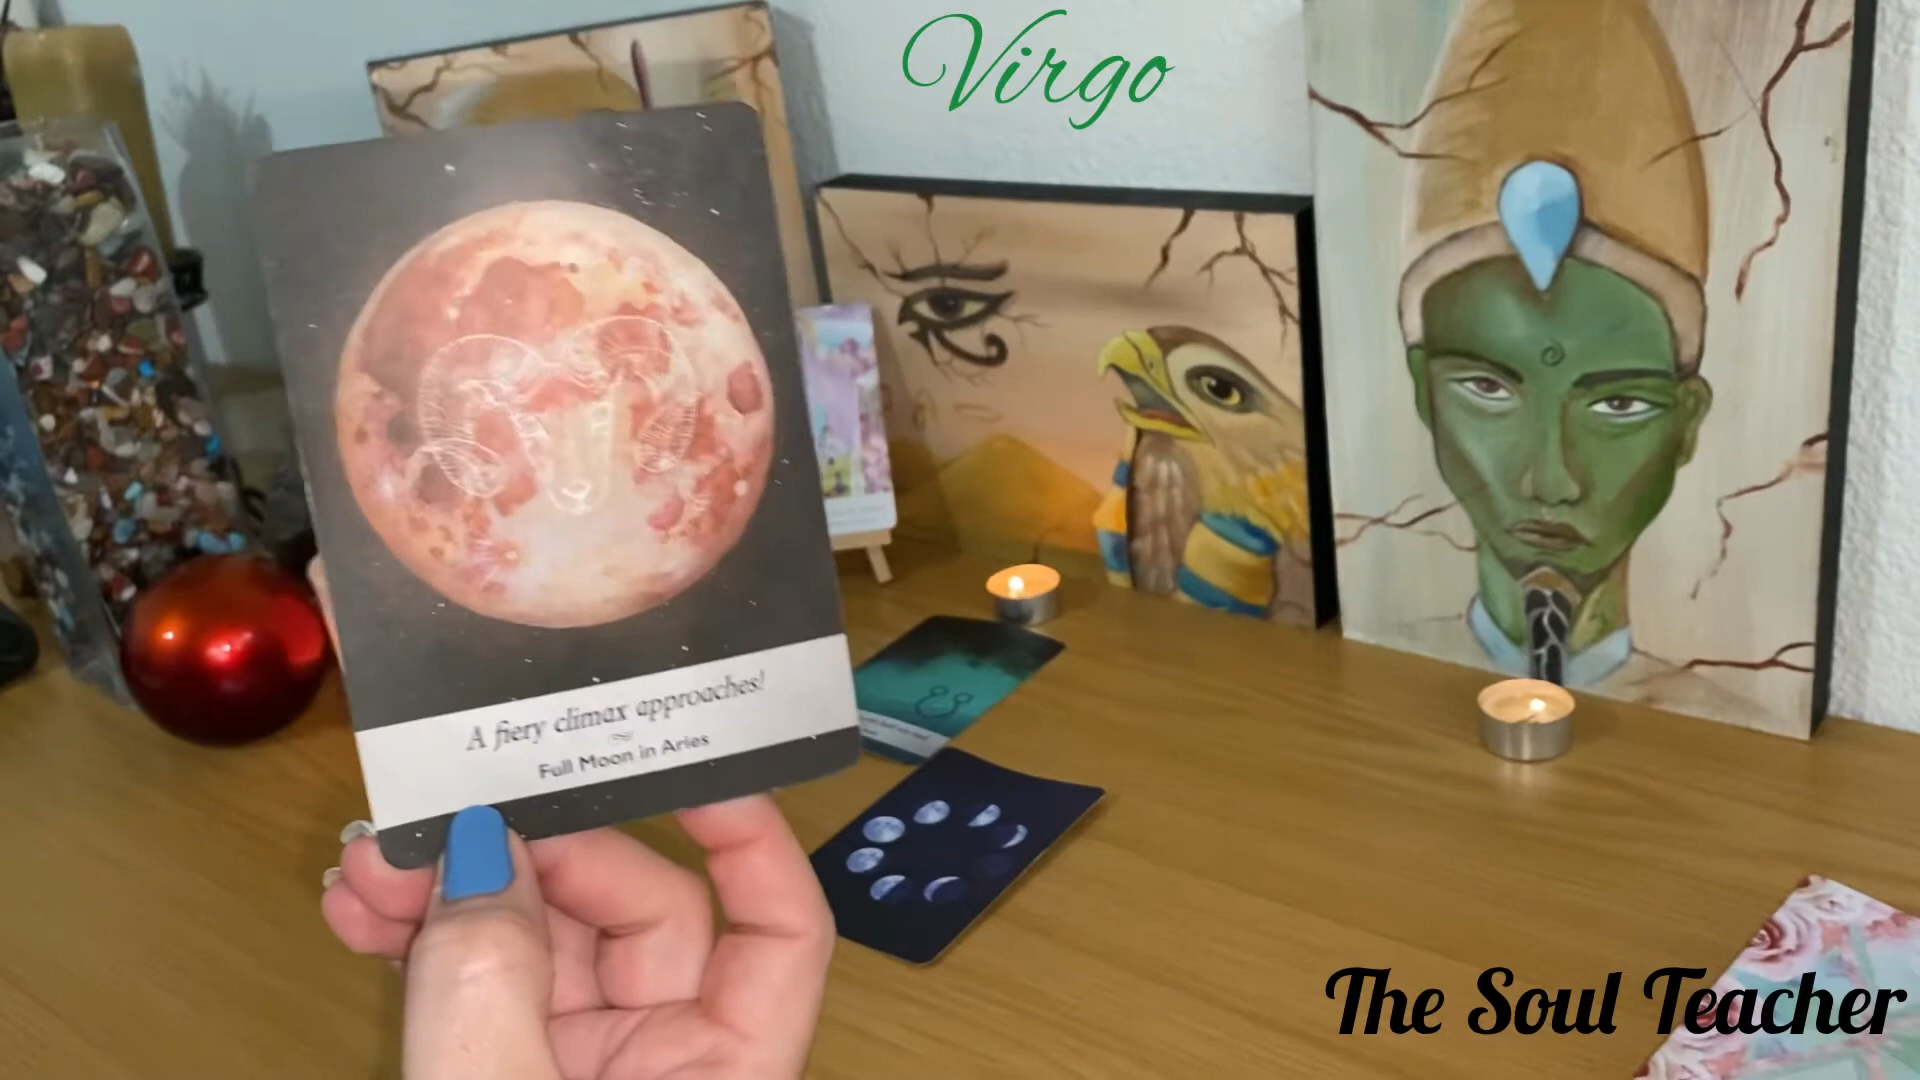 Virgo
A fiery climax approaches!
Full Moon in Aries
The Soul Teacher